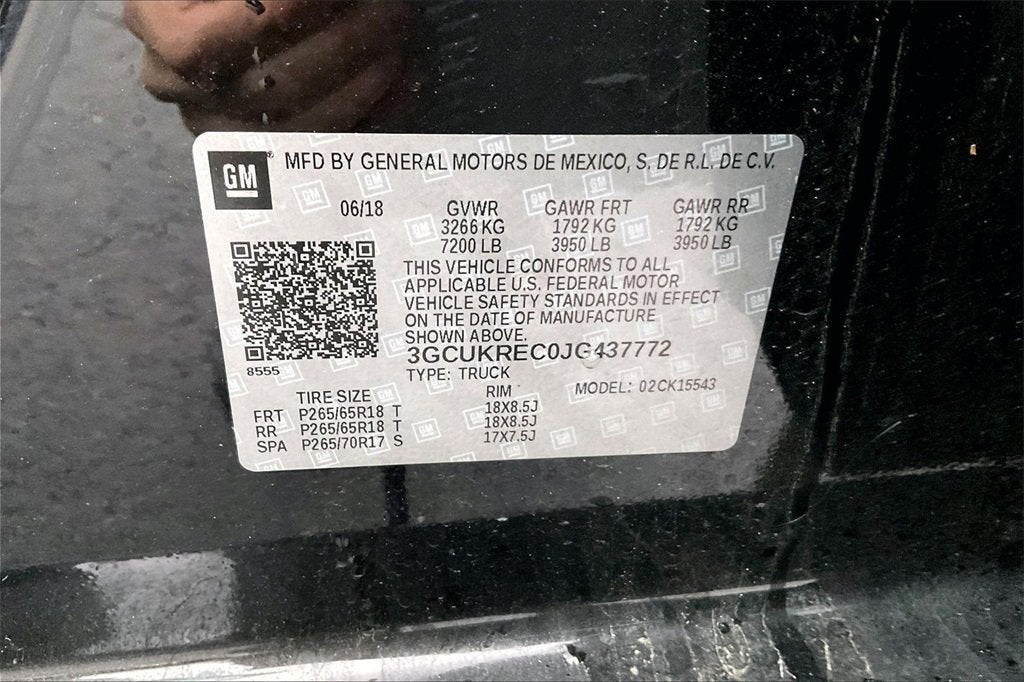 GM® MFD BY GENERAL MOTORS DE MEXICO, S. DE R.L. DE C.V.
06/18 GVWR GAWR FRT GAWR RR
3266 KG 1792 KG 1792 KG
7200 LB 3950 LB 3950 LB
THIS VEHICLE CONFORMS TO ALL
APPLICABLE U.S. FEDERAL MOTOR
VEHICLE SAFETY STANDARDS IN EFFECT
ON THE DATE OF MANUFACTURE
SHOWN ABOVE.
3GCUKREC0JG437772
8555
TYPE: TRUCK MODEL: 02CK15543
TIRE SIZE RIM
FRT P265/65R18 T 18X8.5J
RR P265/65R18 T 18X8.5J
SPA P265/70R17 S 17X7.5J